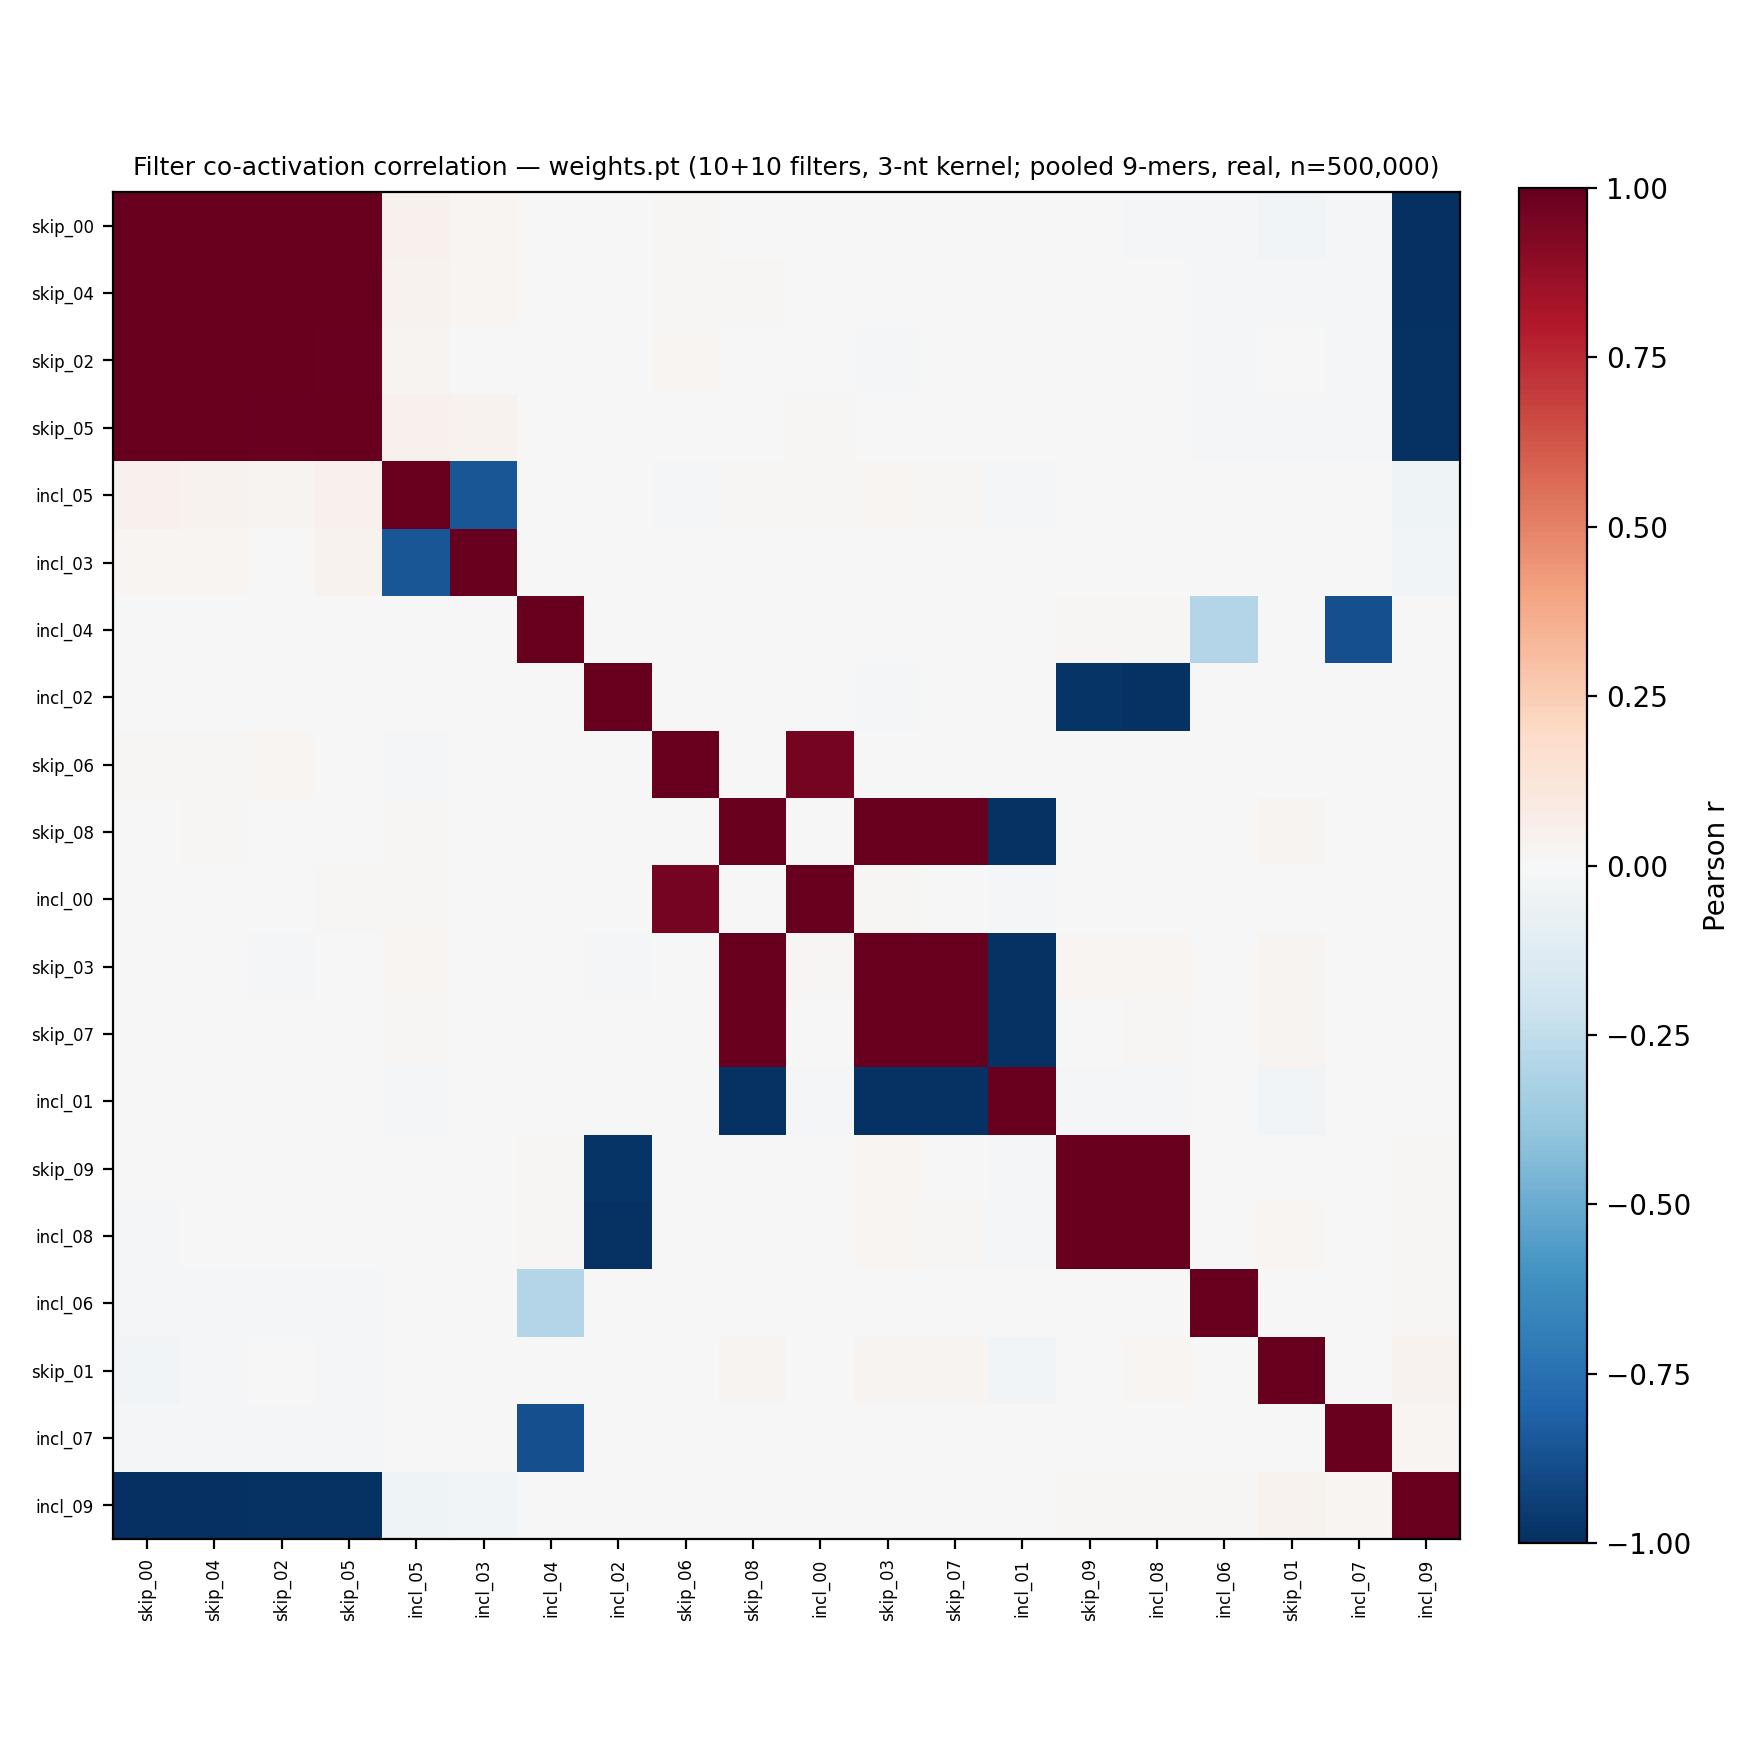 Filter co-activation correlation — weights.pt (10+10 filters, 3-nt kernel; pooled 9-mers, real, n=500,000)
skip_00
skip_04
skip_02
skip_05
incl_05
incl_03
incl_04
incl_02
skip_06
skip_08
incl_00
skip_03
skip_07
incl_01
skip_09
incl_08
incl_06
skip_01
incl_07
incl_09
skip_00
skip_04
skip_02
skip_05
incl_05
incl_03
incl_04
incl_02
skip_06
skip_08
incl_00
skip_03
skip_07
incl_01
skip_09
incl_08
incl_06
skip_01
incl_07
incl_09
1.00
0.75
0.50
0.25
0.00
−0.25
−0.50
−0.75
−1.00
Pearson r